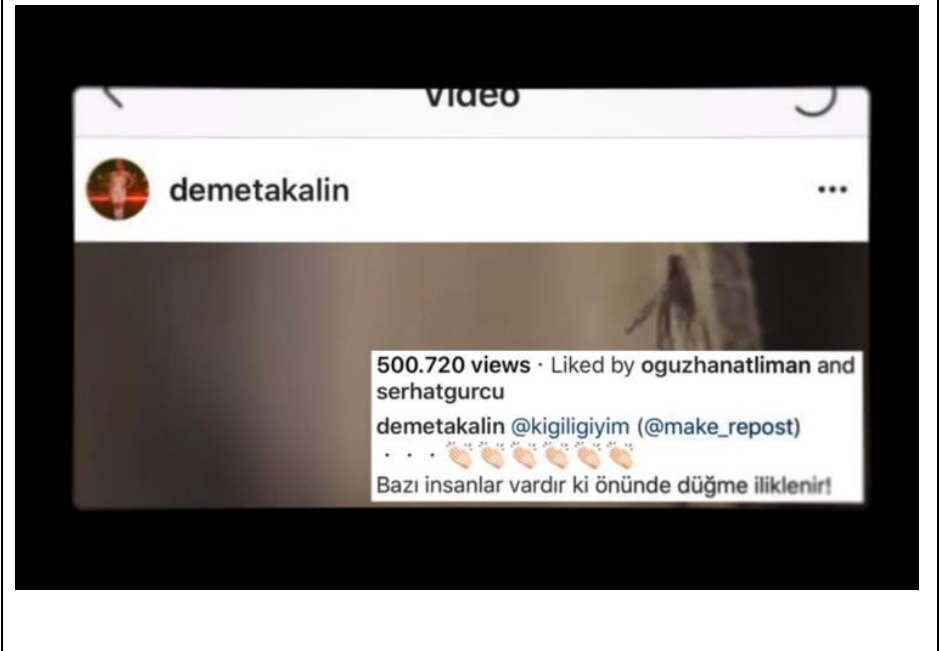 Video
demetakalin
500.720 views · Liked by oguzhanatliman and
serhatgurcu
demetakalin @kigiligiyim (@make_repost)
· · · 👏🏻👏🏻👏🏻👏🏻👏🏻👏🏻
Bazı insanlar vardır ki önünde düğme iliklenir!